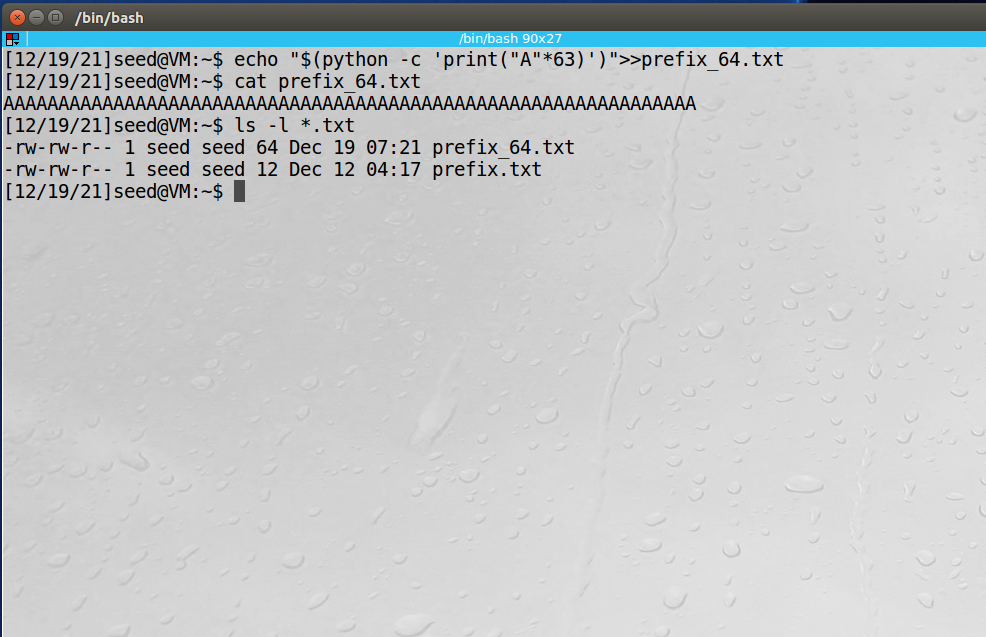 /bin/bash
/bin/bash 90x27
[12/19/21]seed@VM:~$ echo "$(python -c 'print("A"*63)')">>prefix_64.txt
[12/19/21]seed@VM:~$ cat prefix_64.txt
AAAAAAAAAAAAAAAAAAAAAAAAAAAAAAAAAAAAAAAAAAAAAAAAAAAAAAAAAAAAAAA
[12/19/21]seed@VM:~$ ls -l *.txt
-rw-rw-r-- 1 seed seed 64 Dec 19 07:21 prefix_64.txt
-rw-rw-r-- 1 seed seed 12 Dec 12 04:17 prefix.txt
[12/19/21]seed@VM:~$